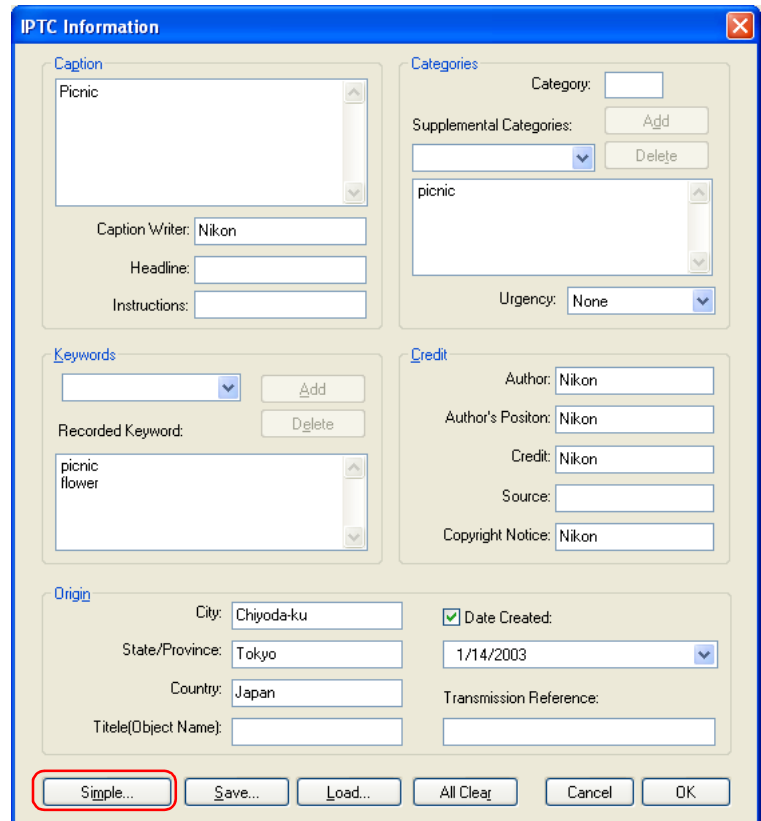 IPTC Information
Caption
Picnic
Caption Writer: Nikon
Headline:
Instructions:
Categories
Category:
Supplemental Categories:
Add
Delete
picnic
Urgency: None
Keywords
Add
Delete
Recorded Keyword:
picnic
flower
Credit
Author: Nikon
Author's Positon: Nikon
Credit: Nikon
Source:
Copyright Notice: Nikon
Origin
City: Chiyoda-ku
State/Province: Tokyo
Country: Japan
Titele(Object Name):
Date Created:
1/14/2003
Transmission Reference:
Simple... Save... Load... All Clear Cancel OK